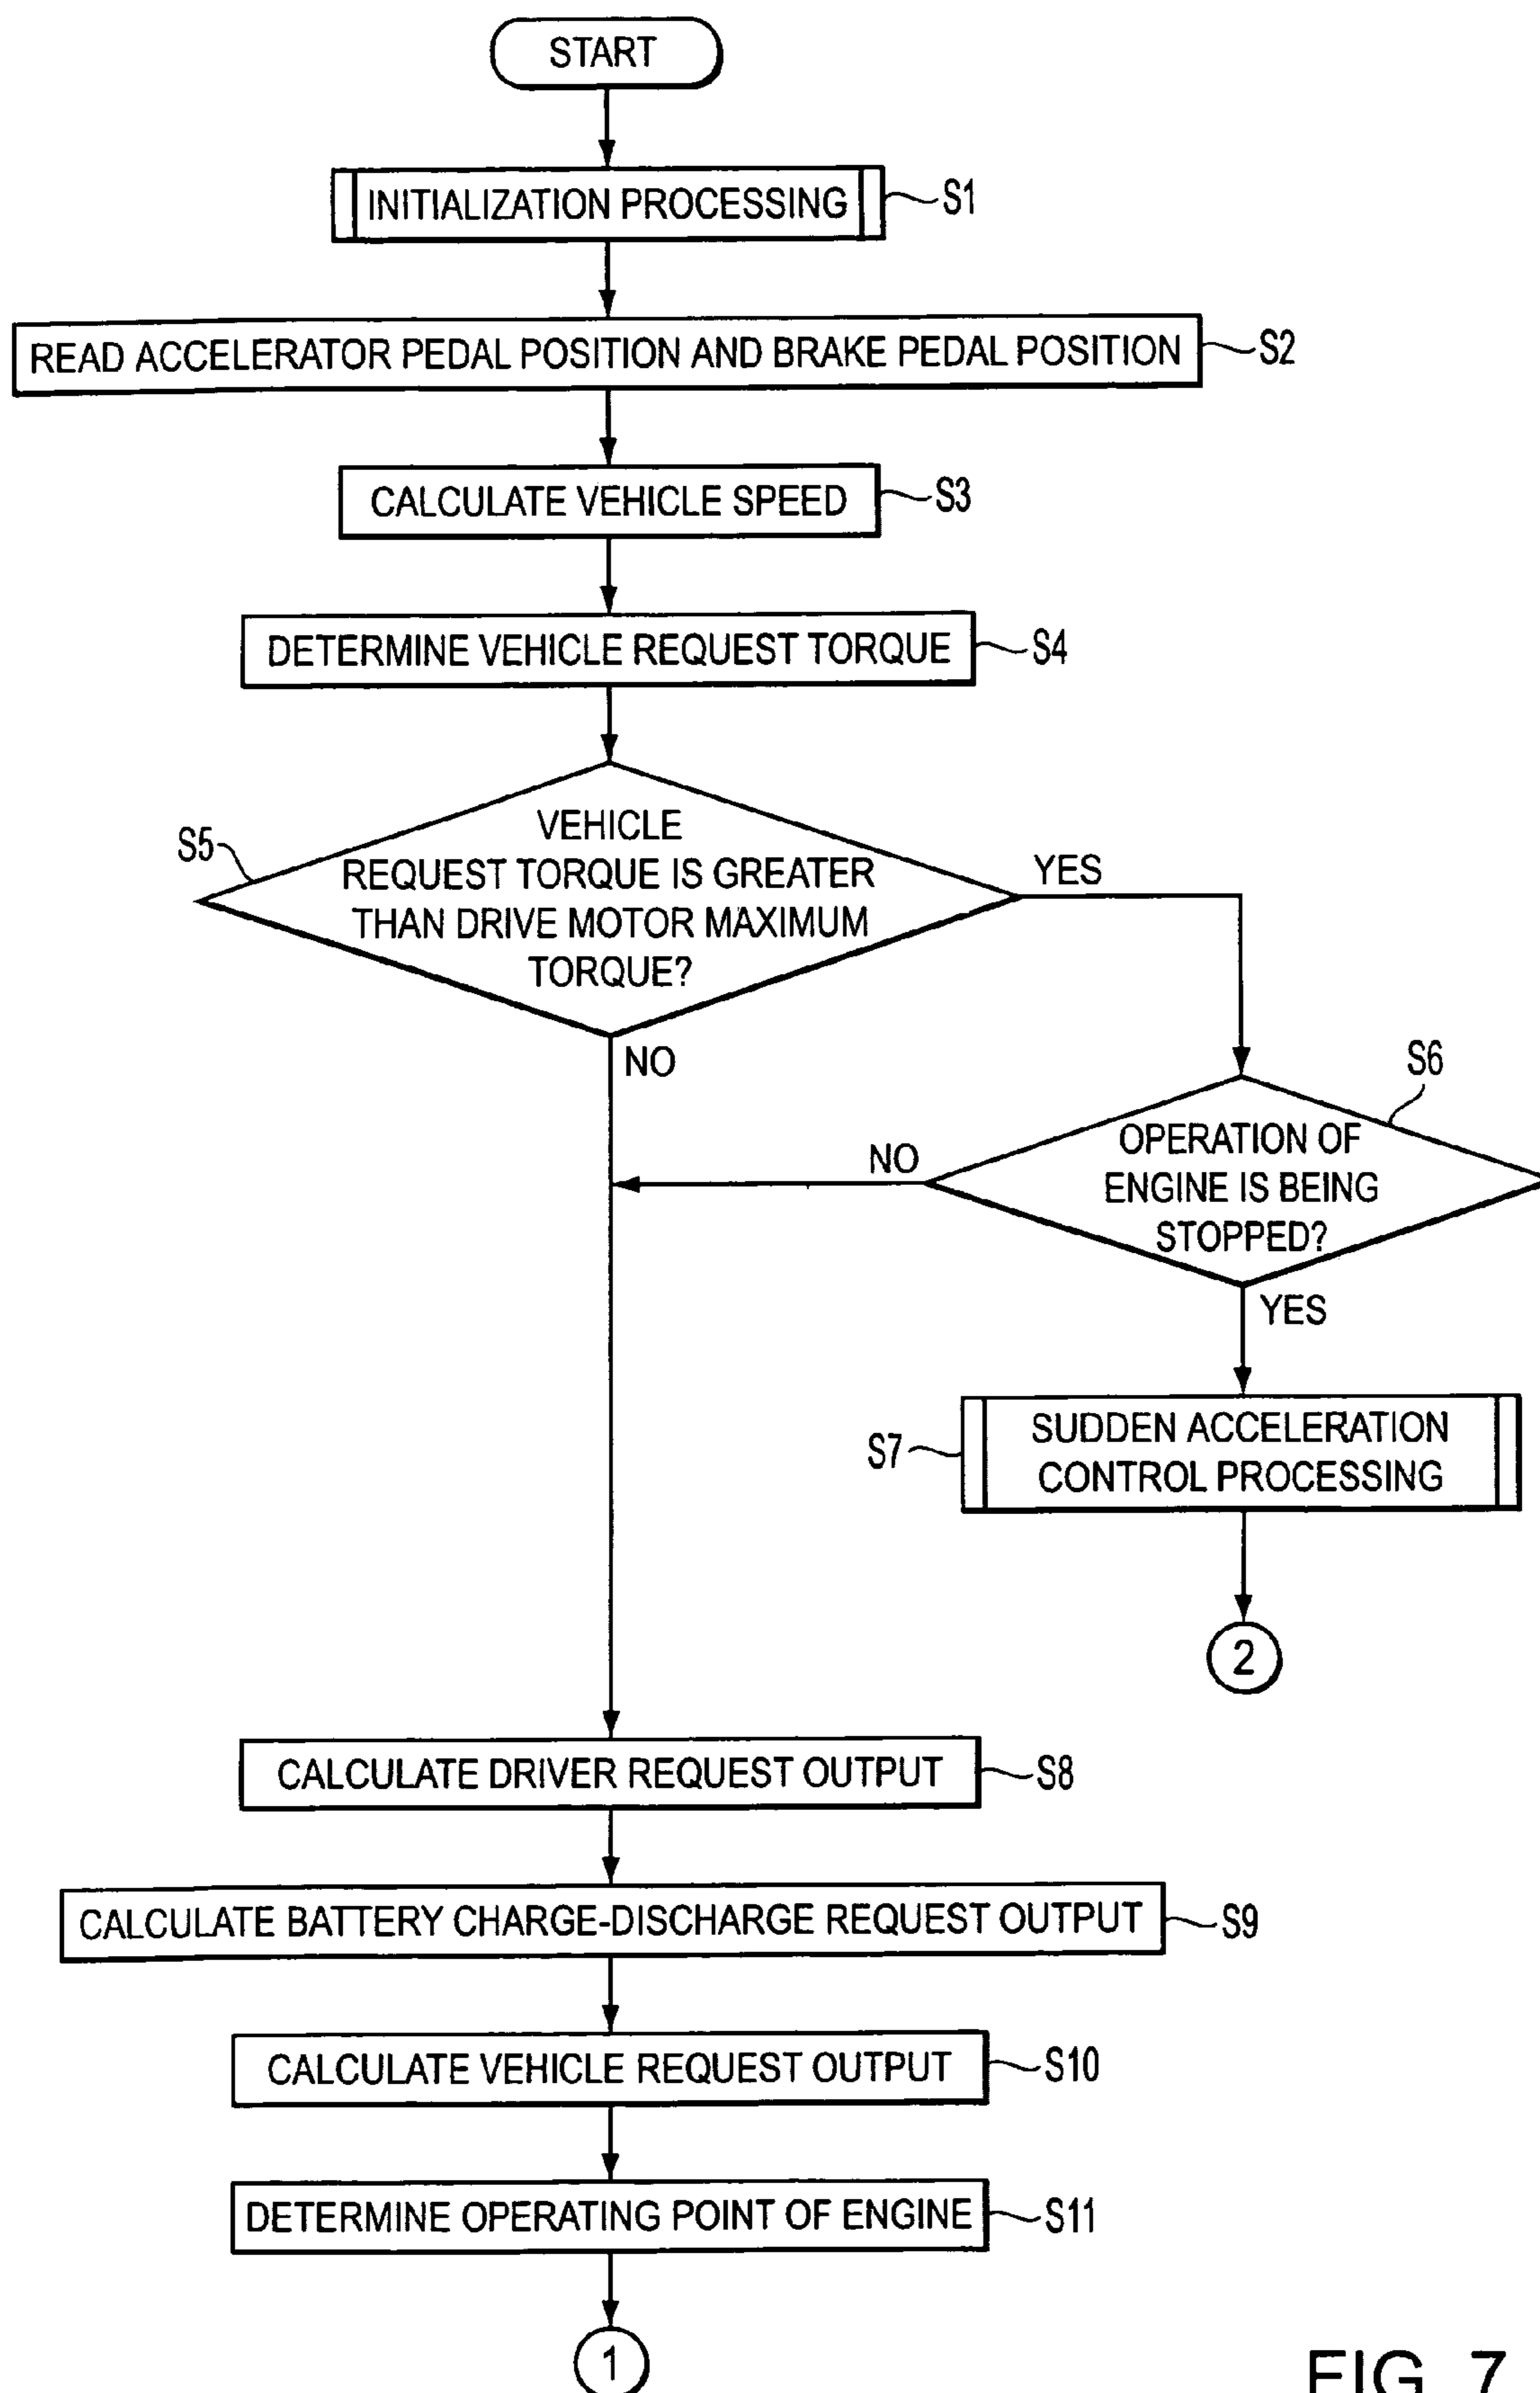 START
INITIALIZATION PROCESSING
S1
READ ACCELERATOR PEDAL POSITION AND BRAKE PEDAL POSITION
S2
CALCULATE VEHICLE SPEED
S3
DETERMINE VEHICLE REQUEST TORQUE
S4
S5
VEHICLE
REQUEST TORQUE IS GREATER
THAN DRIVE MOTOR MAXIMUM
TORQUE?
YES
NO
S6
OPERATION OF
ENGINE IS BEING
STOPPED?
NO
YES
S7
SUDDEN ACCELERATION
CONTROL PROCESSING
2
CALCULATE DRIVER REQUEST OUTPUT
S8
CALCULATE BATTERY CHARGE-DISCHARGE REQUEST OUTPUT
S9
CALCULATE VEHICLE REQUEST OUTPUT
S10
DETERMINE OPERATING POINT OF ENGINE
S11
1
FIG. 7